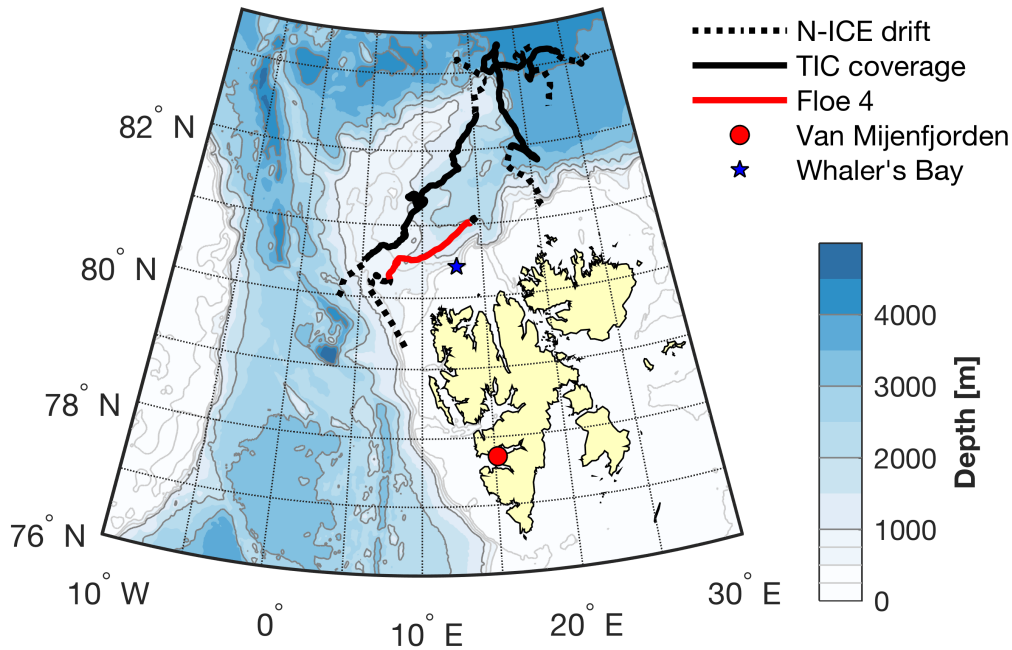 N-ICE drift
TIC coverage
Floe 4
Van Mijenfjorden
Whaler's Bay
82° N
80° N
78° N
76° N
10° W
0°
10° E
20° E
30° E
4000
3000
2000
1000
0
Depth [m]